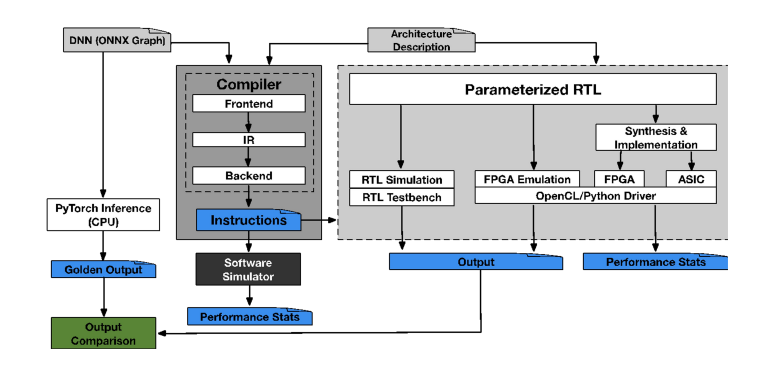 DNN (ONNX Graph)
Architecture
Description
Compiler
Frontend
IR
Backend
Instructions
Parameterized RTL
Synthesis &
Implementation
RTL Simulation
RTL Testbench
FPGA Emulation
FPGA
ASIC
OpenCL/Python Driver
PyTorch Inference
(CPU)
Golden Output
Software
Simulator
Output
Performance Stats
Performance Stats
Output
Comparison